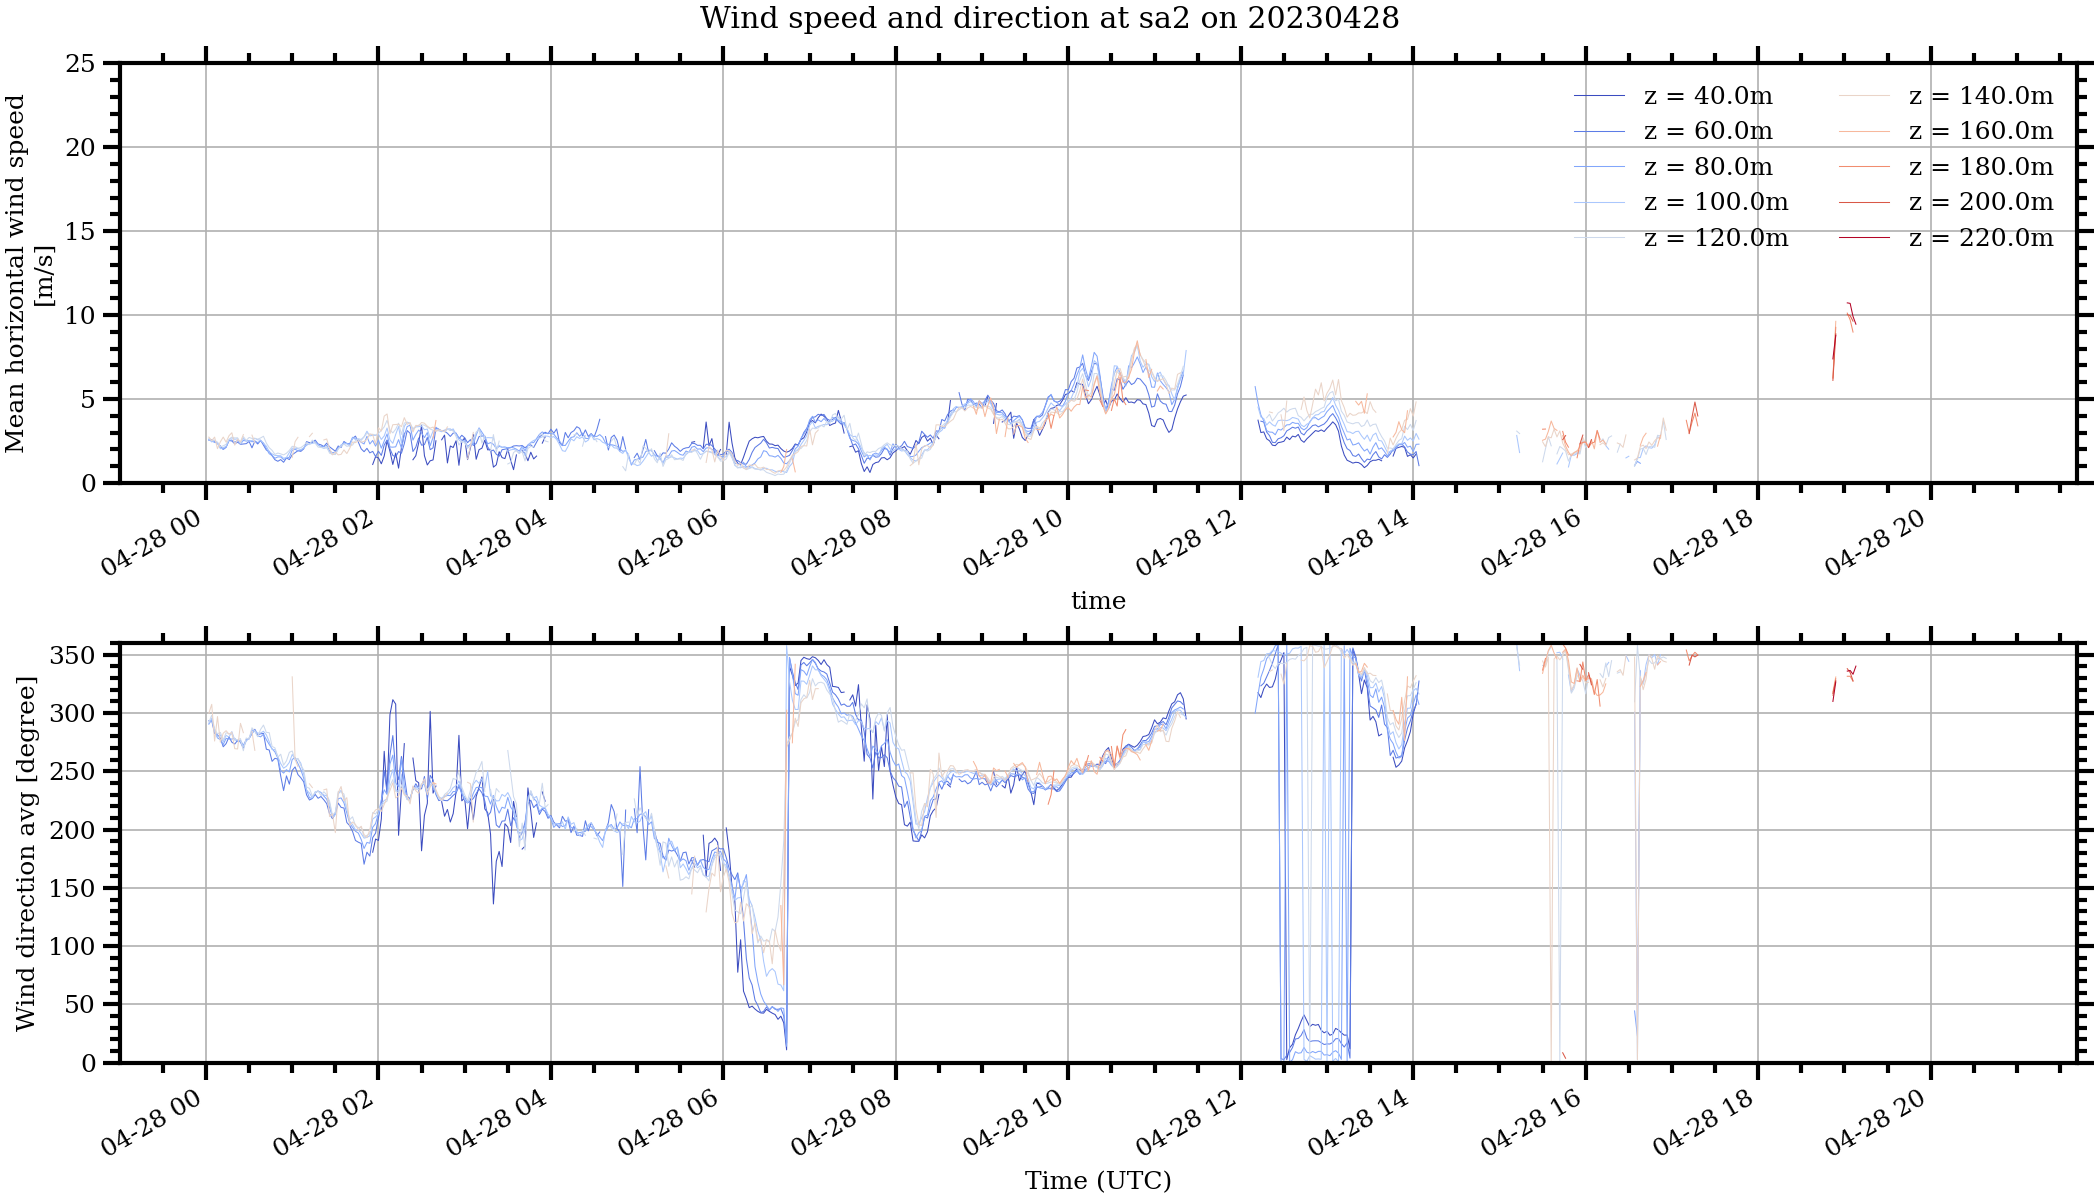 Wind speed and direction at sa2 on 20230428
Mean horizontal wind speed
[m/s]
25
20
15
10
5
0
z = 40.0m
z = 60.0m
z = 80.0m
z = 100.0m
z = 120.0m
z = 140.0m
z = 160.0m
z = 180.0m
z = 200.0m
z = 220.0m
04-28 00
04-28 02
04-28 04
04-28 06
04-28 08
04-28 10
04-28 12
04-28 14
04-28 16
04-28 18
04-28 20
time
Wind direction avg [degree]
350
300
250
200
150
100
50
0
04-28 00
04-28 02
04-28 04
04-28 06
04-28 08
04-28 10
04-28 12
04-28 14
04-28 16
04-28 18
04-28 20
Time (UTC)